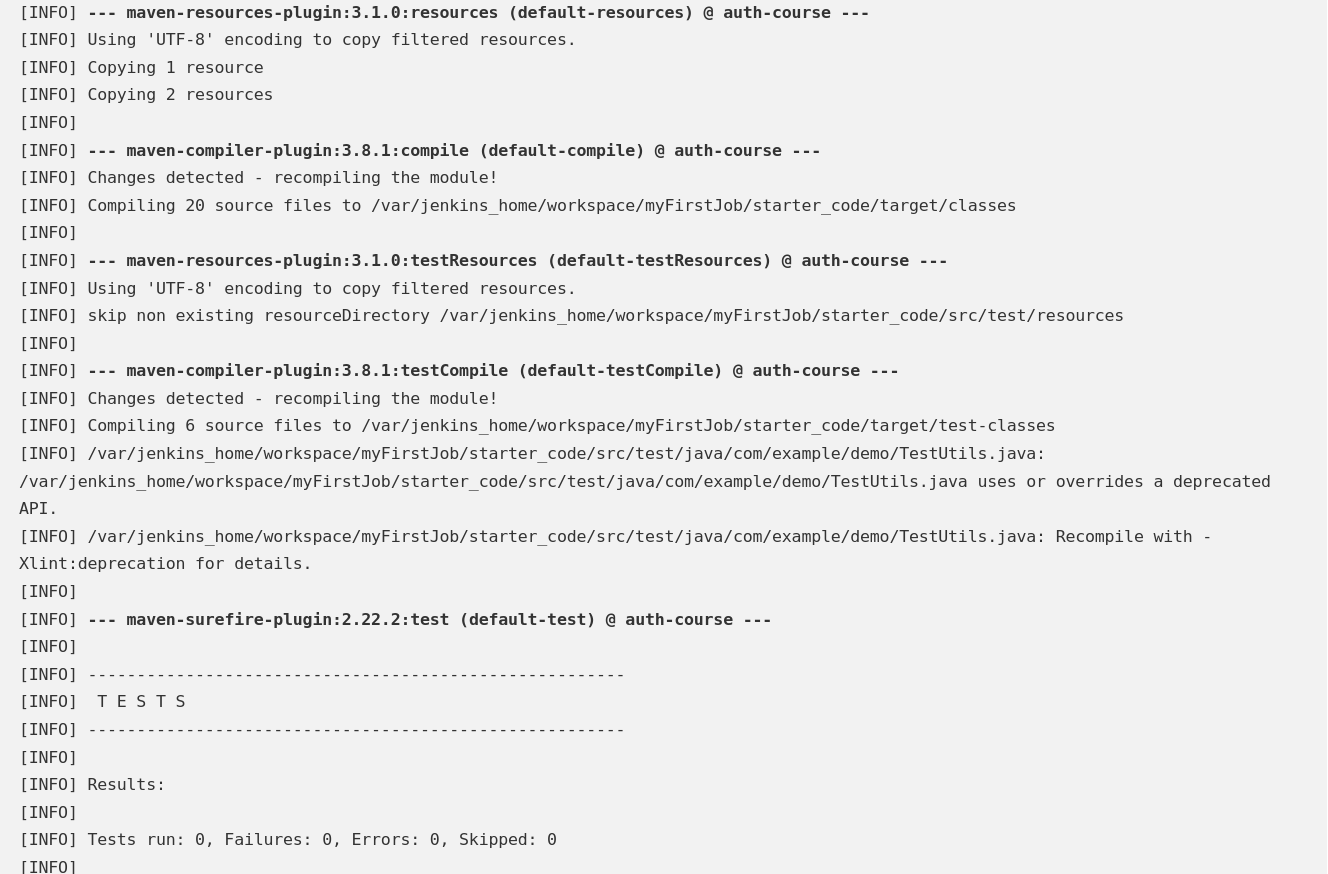 [INFO] --- maven-resources-plugin:3.1.0:resources (default-resources) @ auth-course ---
[INFO] Using 'UTF-8' encoding to copy filtered resources.
[INFO] Copying 1 resource
[INFO] Copying 2 resources
[INFO]
[INFO] --- maven-compiler-plugin:3.8.1:compile (default-compile) @ auth-course ---
[INFO] Changes detected - recompiling the module!
[INFO] Compiling 20 source files to /var/jenkins_home/workspace/myFirstJob/starter_code/target/classes
[INFO]
[INFO] --- maven-resources-plugin:3.1.0:testResources (default-testResources) @ auth-course ---
[INFO] Using 'UTF-8' encoding to copy filtered resources.
[INFO] skip non existing resourceDirectory /var/jenkins_home/workspace/myFirstJob/starter_code/src/test/resources
[INFO]
[INFO] --- maven-compiler-plugin:3.8.1:testCompile (default-testCompile) @ auth-course ---
[INFO] Changes detected - recompiling the module!
[INFO] Compiling 6 source files to /var/jenkins_home/workspace/myFirstJob/starter_code/target/test-classes
[INFO] /var/jenkins_home/workspace/myFirstJob/starter_code/src/test/java/com/example/demo/TestUtils.java:
/var/jenkins_home/workspace/myFirstJob/starter_code/src/test/java/com/example/demo/TestUtils.java uses or overrides a deprecated
API.
[INFO] /var/jenkins_home/workspace/myFirstJob/starter_code/src/test/java/com/example/demo/TestUtils.java: Recompile with -
Xlint:deprecation for details.
[INFO]
[INFO] --- maven-surefire-plugin:2.22.2:test (default-test) @ auth-course ---
[INFO]
[INFO] -------------------------------------------------------
[INFO]  T E S T S
[INFO] -------------------------------------------------------
[INFO]
[INFO] Results:
[INFO]
[INFO] Tests run: 0, Failures: 0, Errors: 0, Skipped: 0
[INFO]